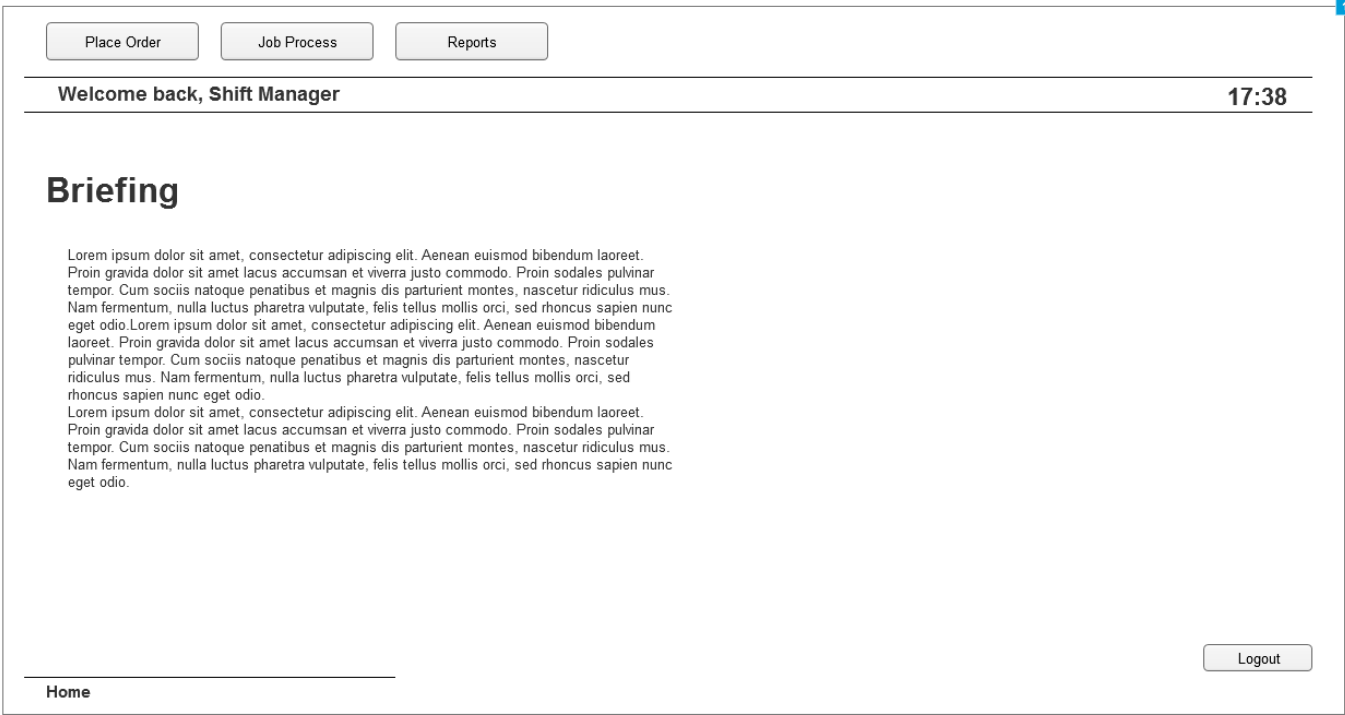 Place Order
Job Process
Reports
Welcome back, Shift Manager
17:38
Briefing
Lorem ipsum dolor sit amet, consectetur adipiscing elit. Aenean euismod bibendum laoreet.
Proin gravida dolor sit amet lacus accumsan et viverra justo commodo. Proin sodales pulvinar
tempor. Cum sociis natoque penatibus et magnis dis parturient montes, nascetur ridiculus mus.
Nam fermentum, nulla luctus pharetra vulputate, felis tellus mollis orci, sed rhoncus sapien nunc
eget odio.Lorem ipsum dolor sit amet, consectetur adipiscing elit. Aenean euismod bibendum
laoreet. Proin gravida dolor sit amet lacus accumsan et viverra justo commodo. Proin sodales
pulvinar tempor. Cum sociis natoque penatibus et magnis dis parturient montes, nascetur
ridiculus mus. Nam fermentum, nulla luctus pharetra vulputate, felis tellus mollis orci, sed
rhoncus sapien nunc eget odio.
Lorem ipsum dolor sit amet, consectetur adipiscing elit. Aenean euismod bibendum laoreet.
Proin gravida dolor sit amet lacus accumsan et viverra justo commodo. Proin sodales pulvinar
tempor. Cum sociis natoque penatibus et magnis dis parturient montes, nascetur ridiculus mus.
Nam fermentum, nulla luctus pharetra vulputate, felis tellus mollis orci, sed rhoncus sapien nunc
eget odio.
Logout
Home